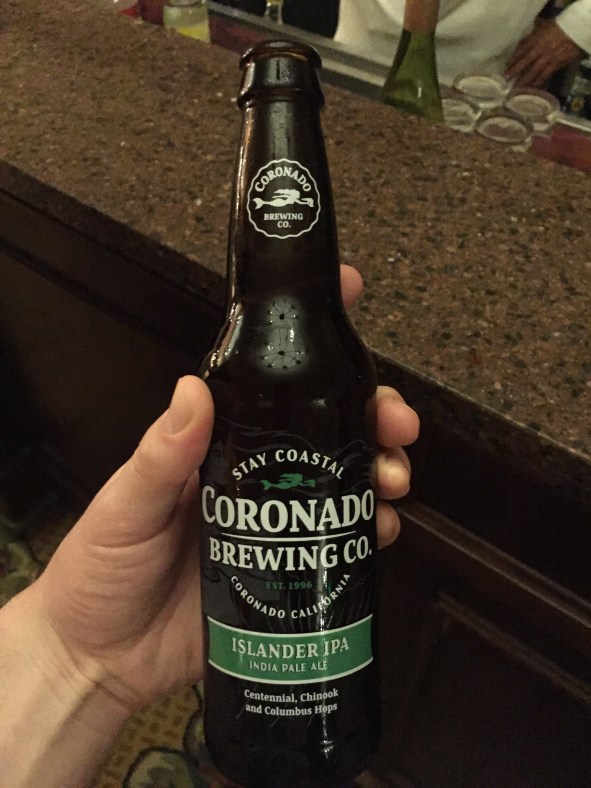 CORONADO
BREWING
CO.
STAY COASTAL
CORONADO
BREWING CO.
EST. 1996
CORONADO CALIFORNIA
ISLANDER IPA
INDIA PALE ALE
Centennial, Chinook
and Columbus Hops